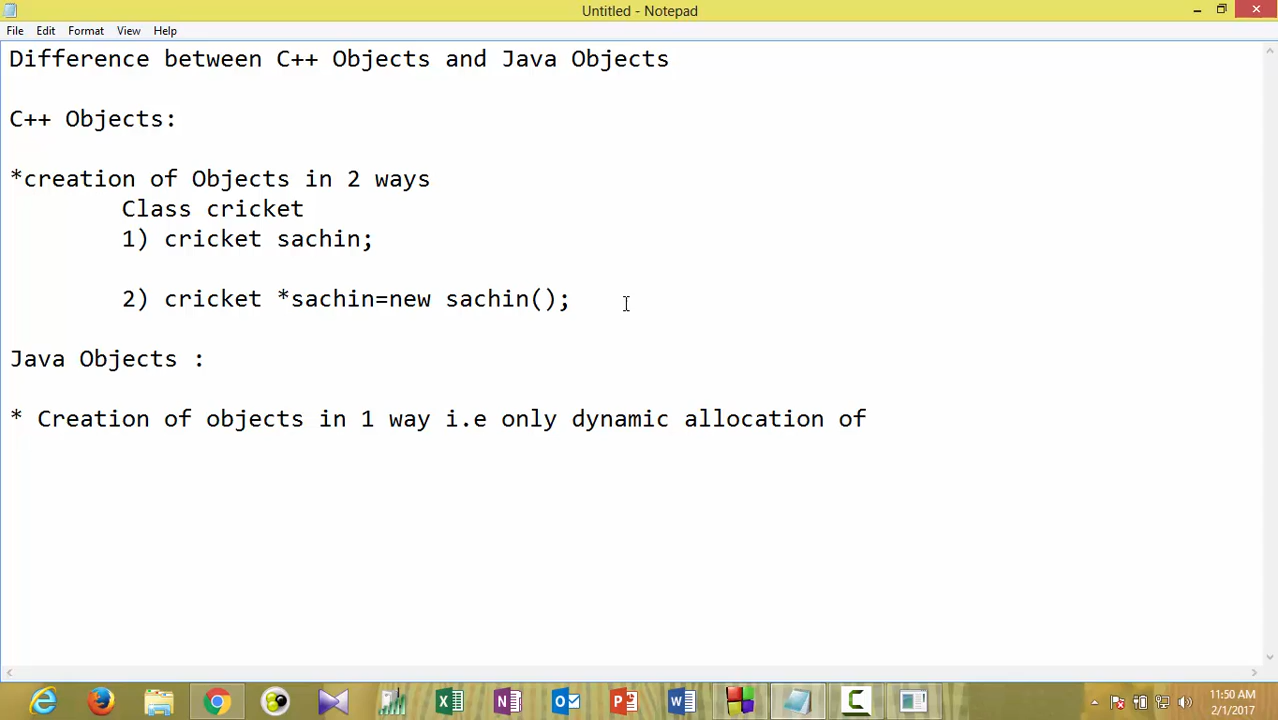 Untitled - Notepad
File Edit Format View Help
Difference between C++ Objects and Java Objects
C++ Objects:
*creation of Objects in 2 ways
Class cricket
1) cricket sachin;
2) cricket *sachin=new sachin();
Java Objects :
* Creation of objects in 1 way i.e only dynamic allocation of
11:50 AM
2/1/2017